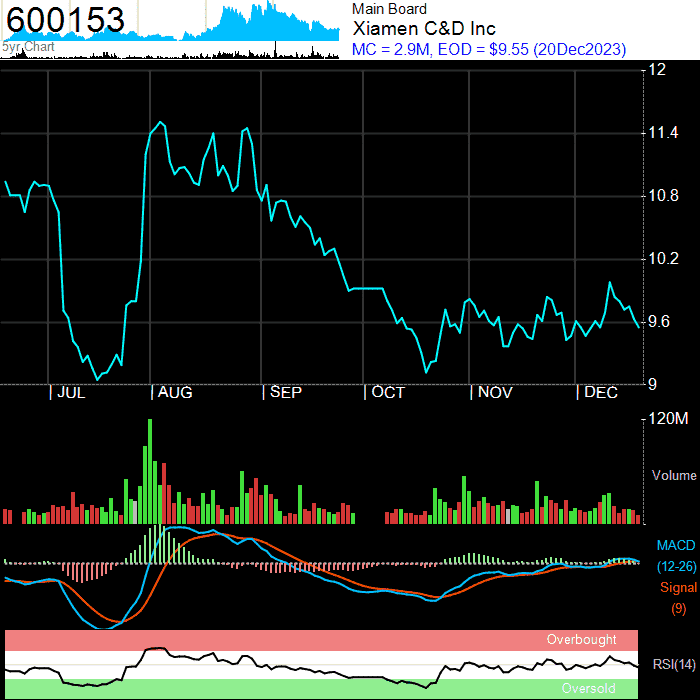 600153
5yr Chart
Main Board
Xiamen C&D Inc
MC = 2.9M, EOD = $9.55 (20Dec2023)
12
11.4
10.8
10.2
9.6
9
JUL
AUG
SEP
OCT
NOV
DEC
120M
Volume
MACD
(12-26)
Signal
(9)
Overbought
RSI(14)
Oversold